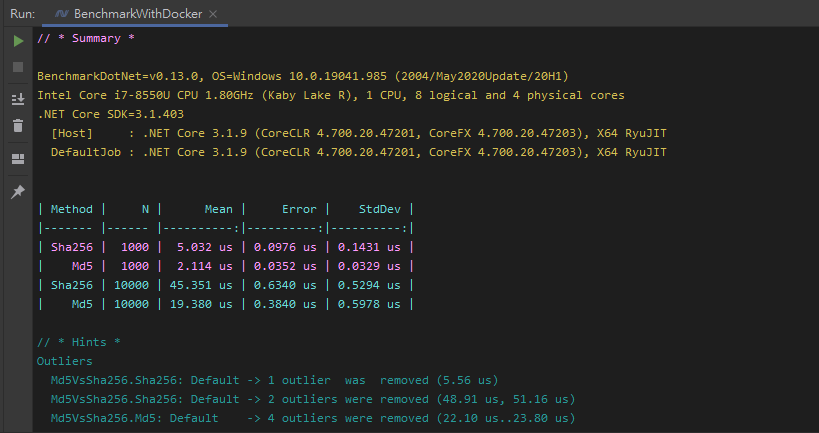 Run: BenchmarkWithDocker ×
// * Summary *
BenchmarkDotNet=v0.13.0, OS=Windows 10.0.19041.985 (2004/May2020Update/20H1)
Intel Core i7-8550U CPU 1.80GHz (Kaby Lake R), 1 CPU, 8 logical and 4 physical cores
.NET Core SDK=3.1.403
  [Host]     : .NET Core 3.1.9 (CoreCLR 4.700.20.47201, CoreFX 4.700.20.47203), X64 RyuJIT
  DefaultJob : .NET Core 3.1.9 (CoreCLR 4.700.20.47201, CoreFX 4.700.20.47203), X64 RyuJIT
| Method |     N |      Mean |     Error |    StdDev |
|------- |------ |----------:|----------:|----------:|
| Sha256 |  1000 |  5.032 us | 0.0976 us | 0.1431 us |
|    Md5 |  1000 |  2.114 us | 0.0352 us | 0.0329 us |
| Sha256 | 10000 | 45.351 us | 0.6340 us | 0.5294 us |
|    Md5 | 10000 | 19.380 us | 0.3840 us | 0.5978 us |
// * Hints *
Outliers
  Md5VsSha256.Sha256: Default -> 1 outlier  was  removed (5.56 us)
  Md5VsSha256.Sha256: Default -> 2 outliers were removed (48.91 us, 51.16 us)
  Md5VsSha256.Md5: Default    -> 4 outliers were removed (22.10 us..23.80 us)